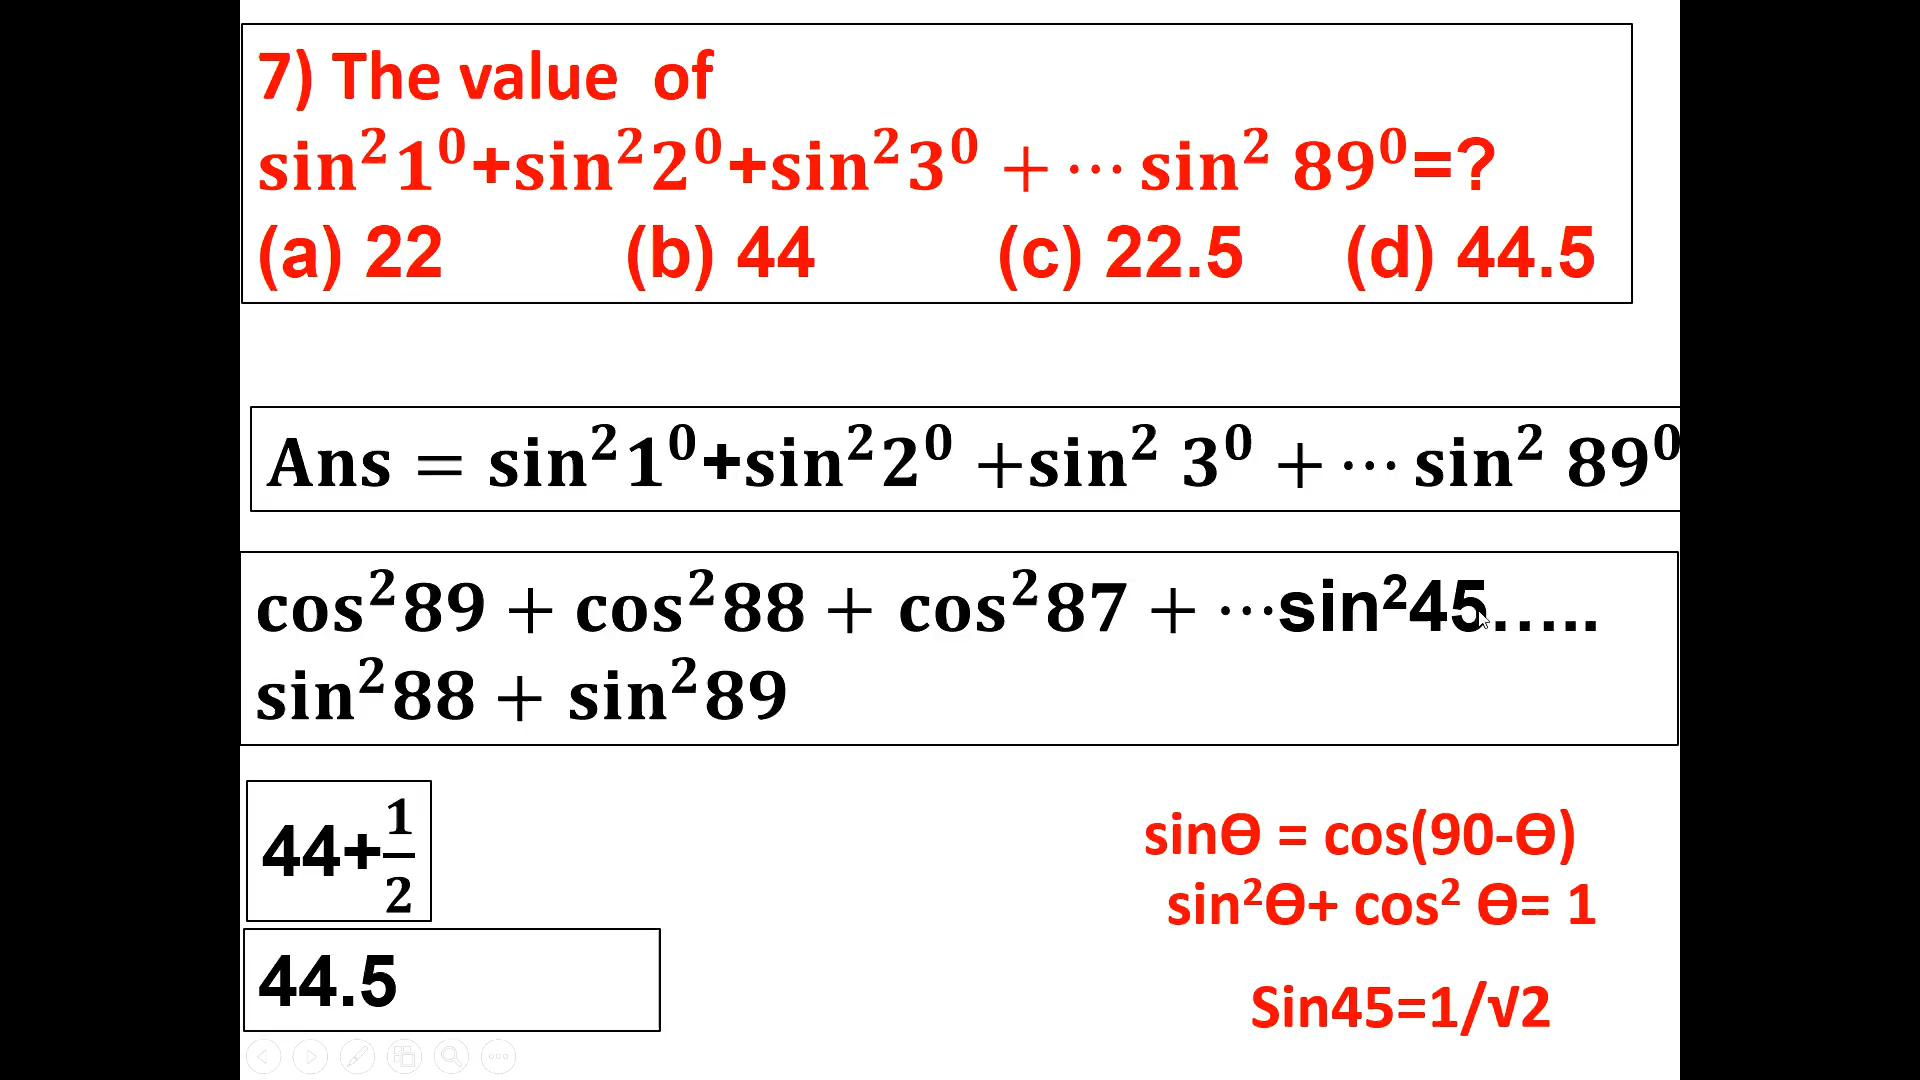 7) The value of
sin²1⁰+sin²2⁰+sin²3⁰ + ⋯ sin² 89⁰=?
(a) 22 (b) 44 (c) 22.5 (d) 44.5
Ans = sin²1⁰+sin²2⁰ +sin² 3⁰ + ⋯ sin² 89⁰
cos²89 + cos²88 + cos²87 + ⋯sin²45…..
sin²88 + sin²89
44+1/2
44.5
sinӨ = cos(90-Ө)
sin²Ө+ cos² Ө= 1
Sin45=1/√2